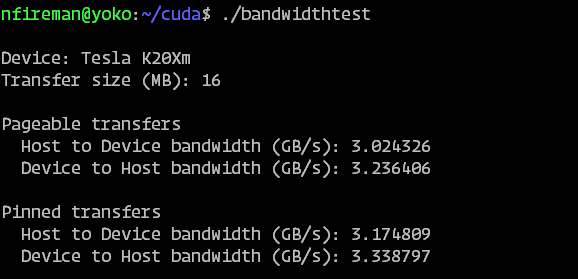 nfireman@yoko:~/cuda$ ./bandwidthtest
Device: Tesla K20Xm
Transfer size (MB): 16
Pageable transfers
Host to Device bandwidth (GB/s): 3.024326
Device to Host bandwidth (GB/s): 3.236406
Pinned transfers
Host to Device bandwidth (GB/s): 3.174809
Device to Host bandwidth (GB/s): 3.338797